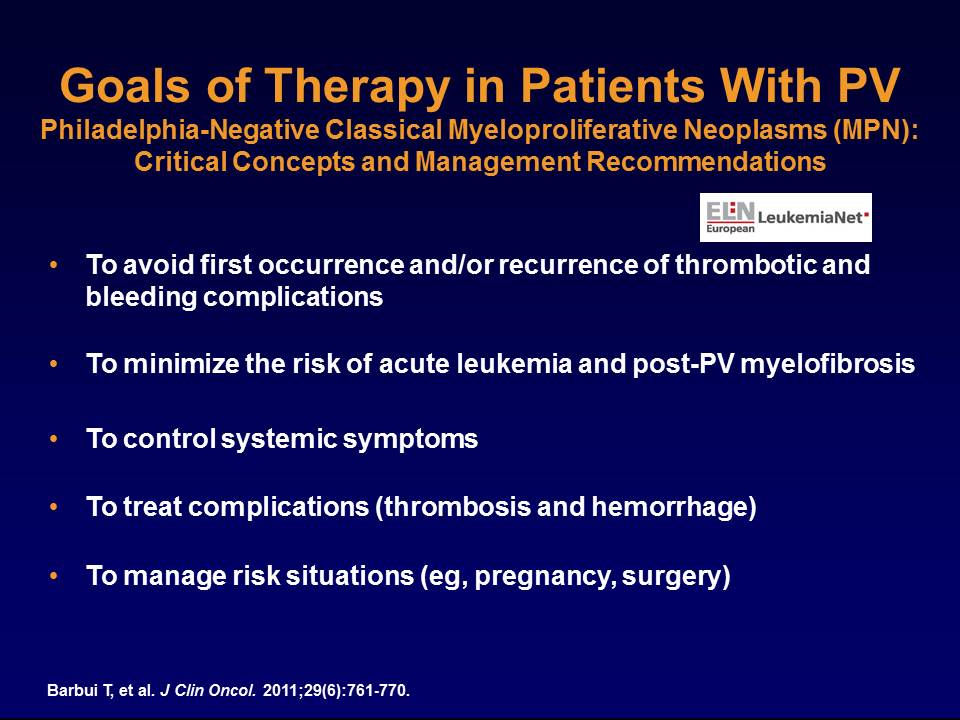 Goals of Therapy in Patients With PV
Philadelphia-Negative Classical Myeloproliferative Neoplasms (MPN):
Critical Concepts and Management Recommendations
ELN
European LeukemiaNet
• To avoid first occurrence and/or recurrence of thrombotic and
bleeding complications
• To minimize the risk of acute leukemia and post-PV myelofibrosis
• To control systemic symptoms
• To treat complications (thrombosis and hemorrhage)
• To manage risk situations (eg, pregnancy, surgery)
Barbui T, et al. J Clin Oncol. 2011;29(6):761-770.